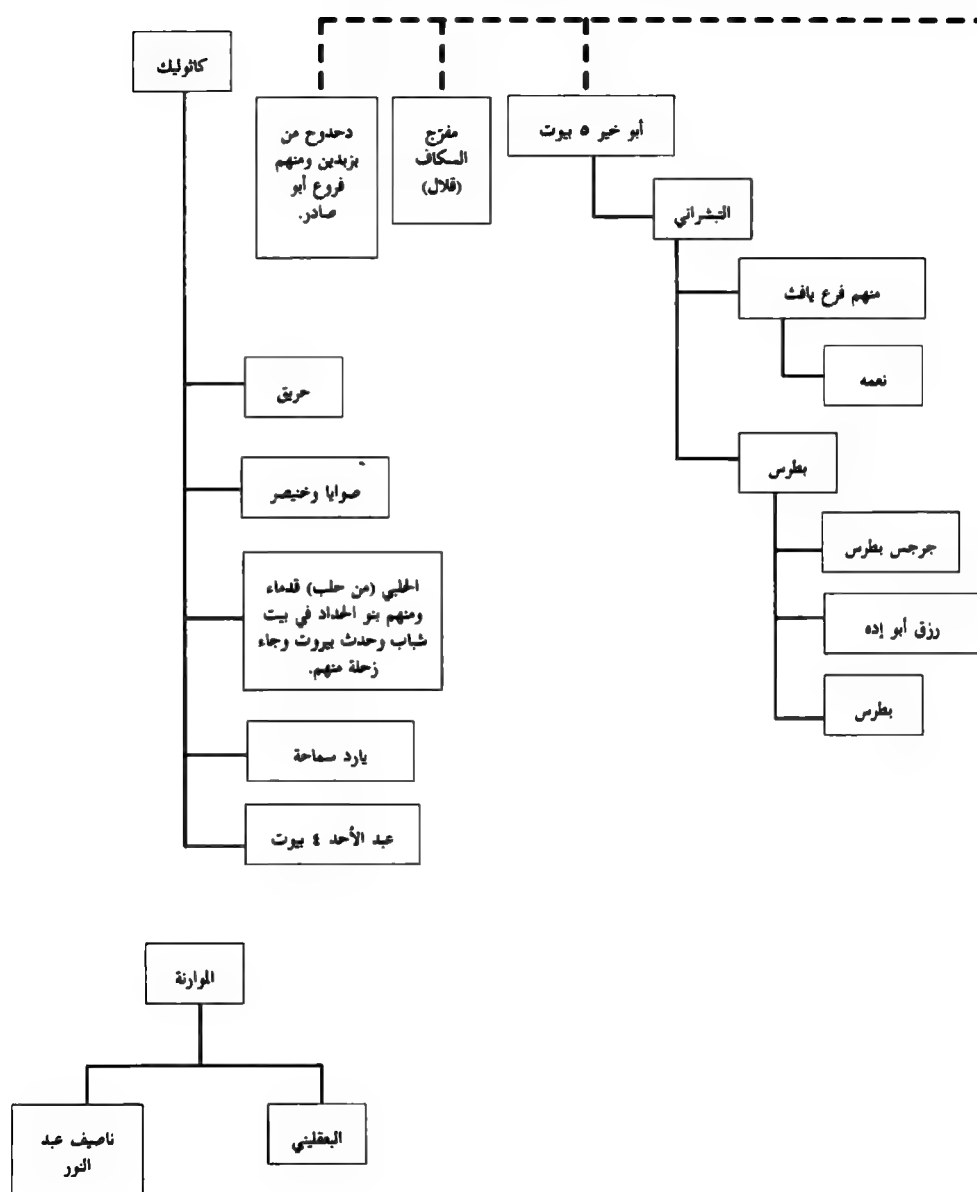 كاثوليك
أبو خير ٥ بيوت
مفرّج
السكاف
(قلال)
دحدوح من
بزبدين ومنهم
فروع أبو
صادر.
التبشراني
منهم فرع يافث
نعمه
بطرس
جرجس بطرس
رزق أبو إده
بطرس
حريق
صوايا وخنيصر
الحلبي (من حلب) قدماء
ومنهم بنو الحداد في بيت
شباب وحدث بيروت وجاء
زحلة منهم.
يارد سماحة
عبد الأحد ٤ بيوت
الموارنة
البعقليني
ناصيف عبد
النور